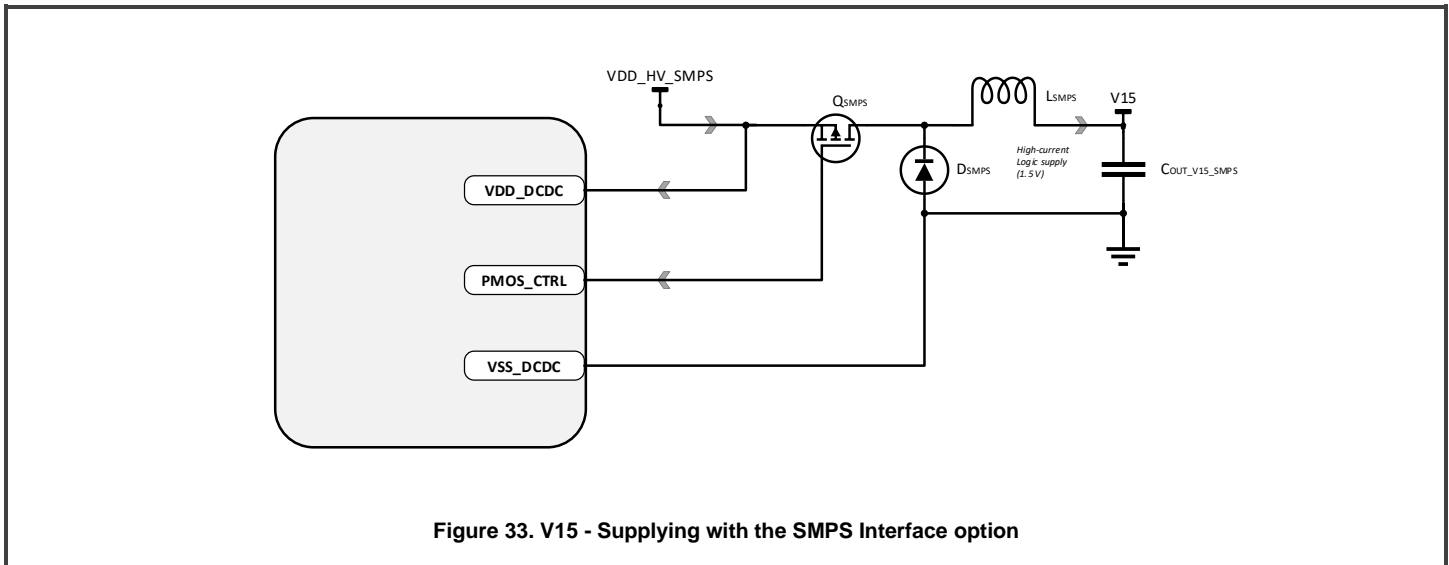 VDD_HV_SMPS
QSMPS
LSMPS
V15
High-current
Logic supply
(1.5V)
DSMPS
COUT_V15_SMPS
VDD_DCDC
PMOS_CTRL
VSS_DCDC
Figure 33. V15 - Supplying with the SMPS Interface option